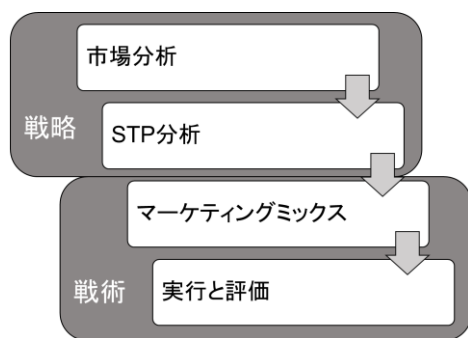 市場分析
戦略
STP分析
マーケティングミックス
戦術
実行と評価